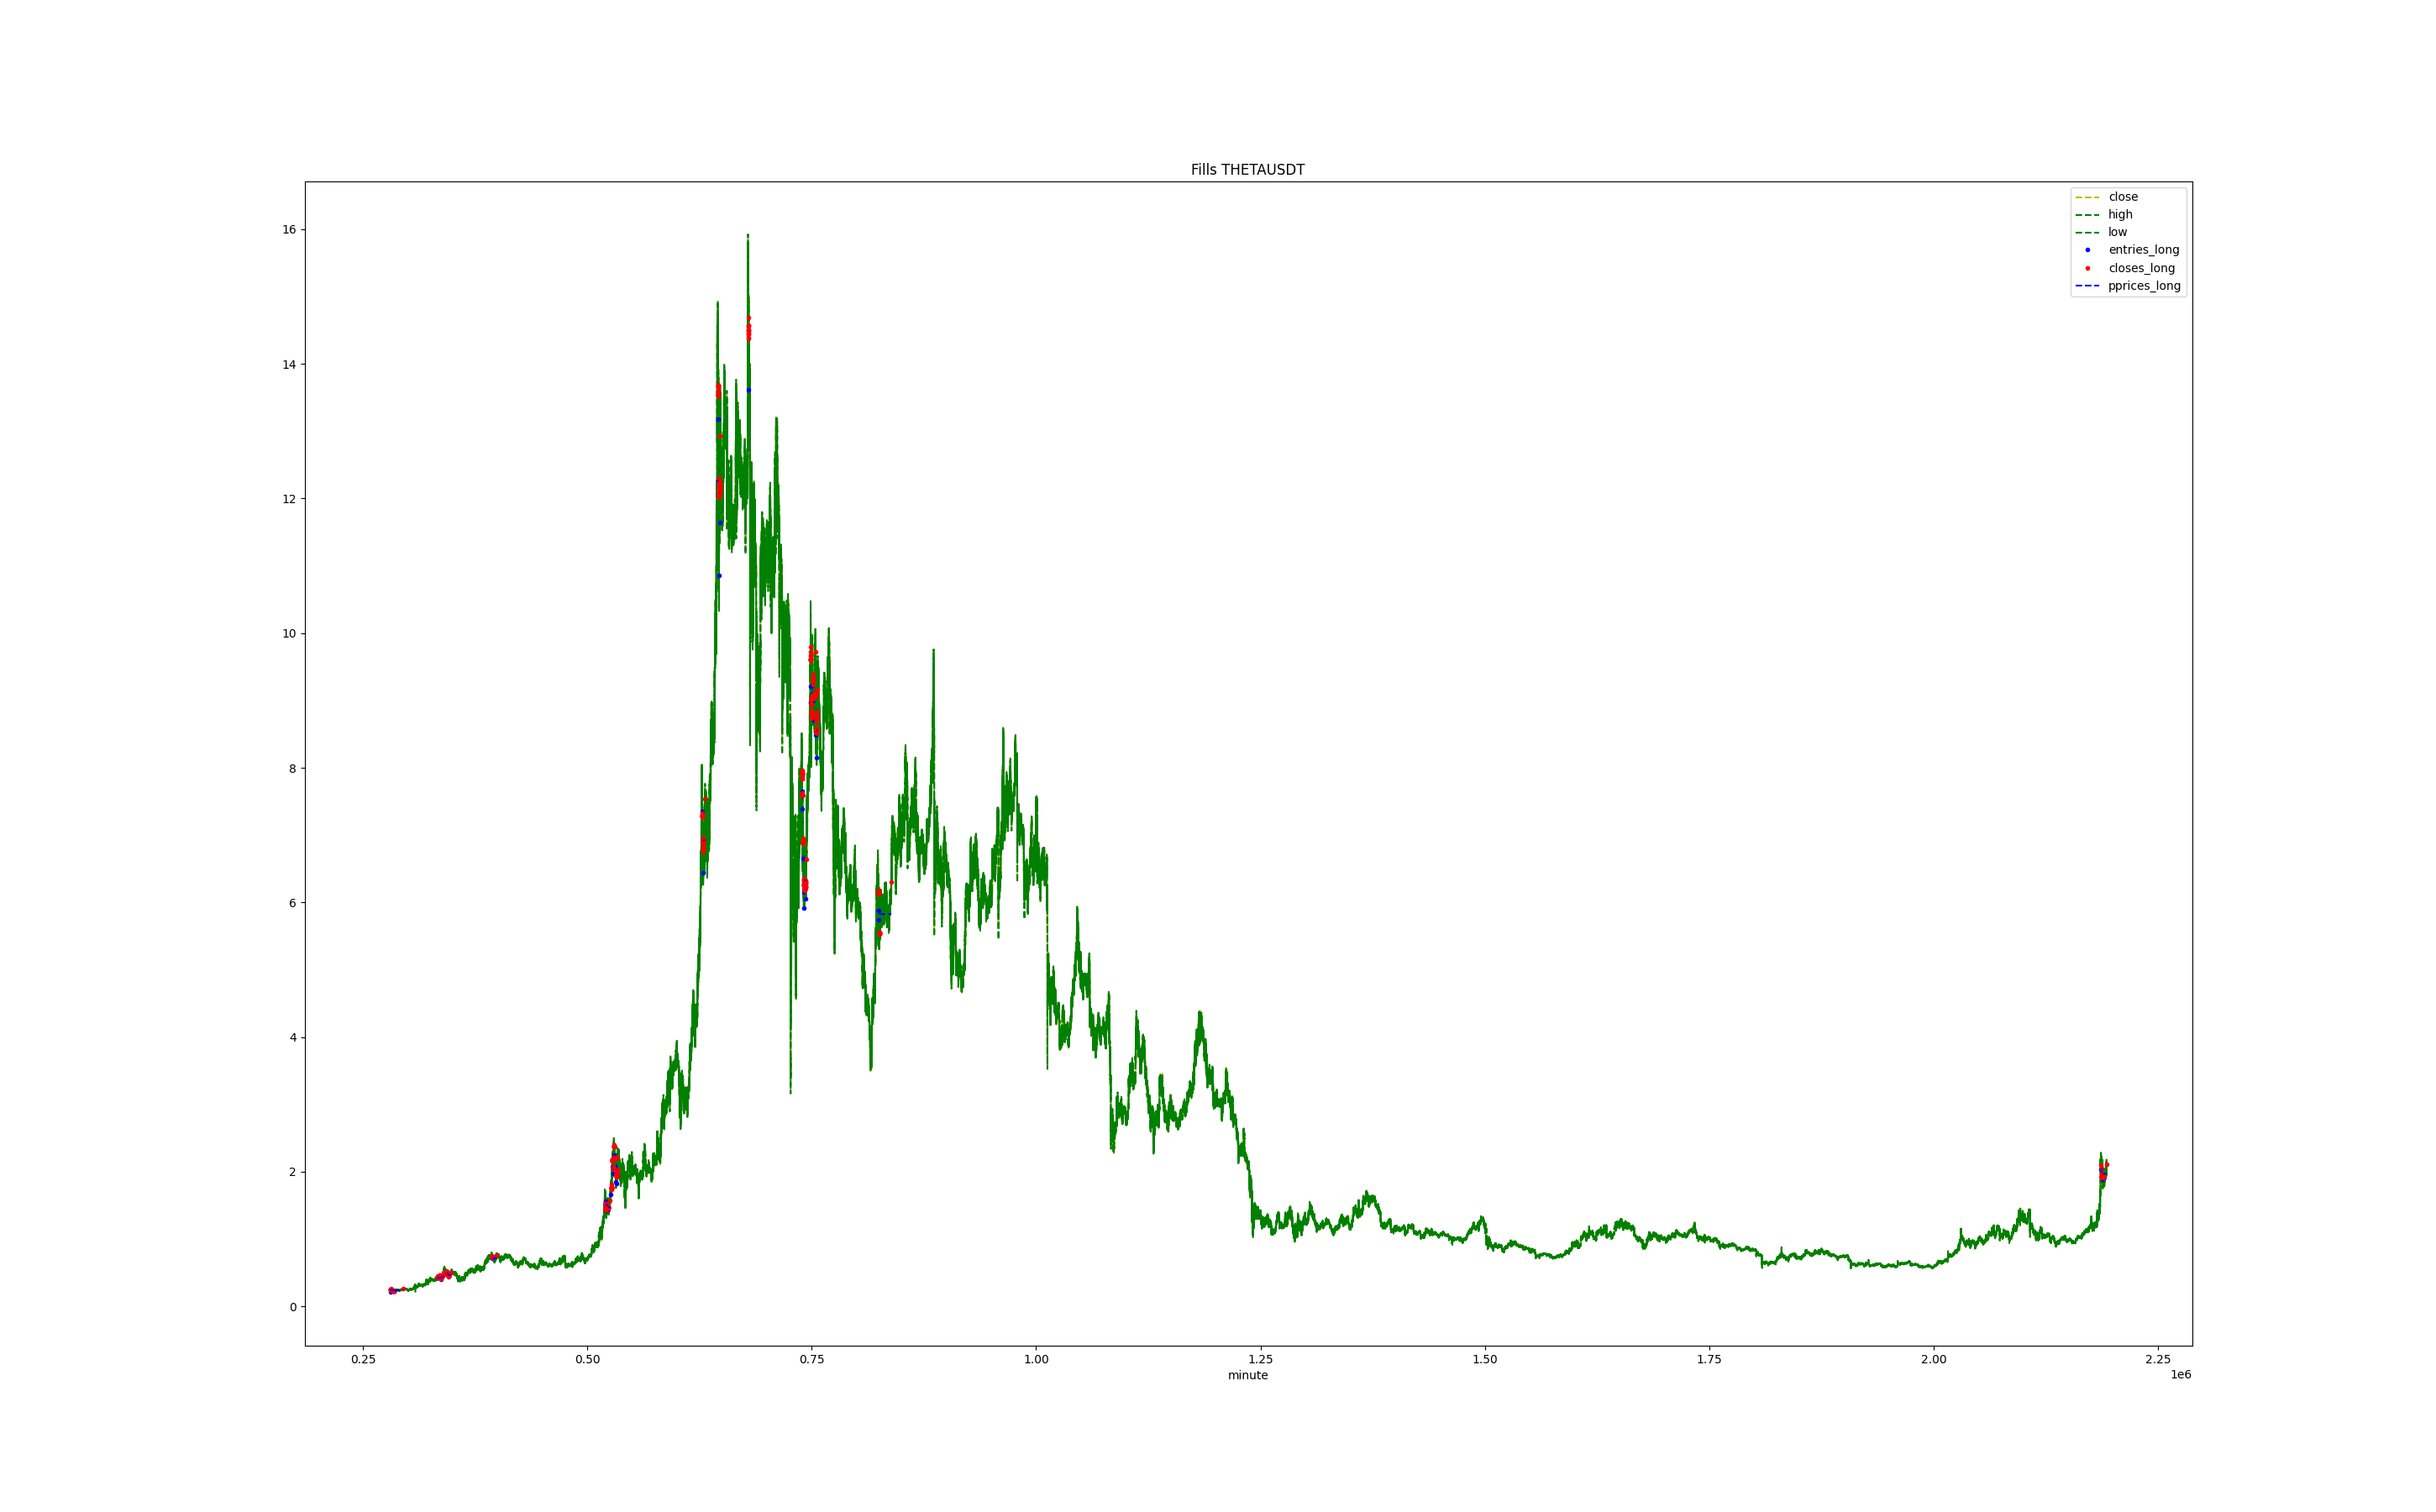 Fills THETAUSDT
close
high
low
entries_long
closes_long
pprices_long
16
14
12
10
8
6
4
2
0
0.25 0.50 0.75 1.00 1.25 1.50 1.75 2.00 2.25
minute
1e6